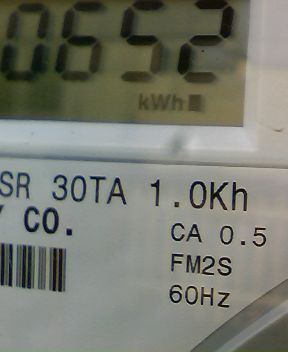 0652
kWh
SR 30TA 1.0Kh
Y CO.
CA 0.5
FM2S
60Hz